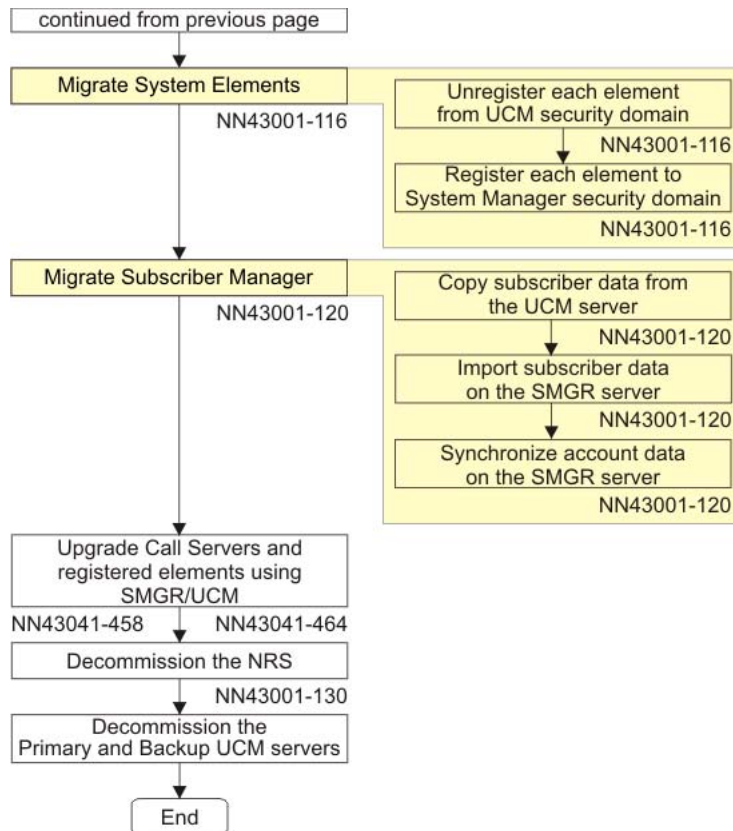 continued from previous page
Migrate System Elements
NN43001-116
Unregister each element
from UCM security domain
NN43001-116
Register each element to
System Manager security domain
NN43001-116
Migrate Subscriber Manager
NN43001-120
Copy subscriber data from
the UCM server
NN43001-120
Import subscriber data
on the SMGR server
NN43001-120
Synchronize account data
on the SMGR server
NN43001-120
Upgrade Call Servers and
registered elements using
SMGR/UCM
NN43041-458 NN43041-464
Decommission the NRS
NN43001-130
Decommission the
Primary and Backup UCM servers
End